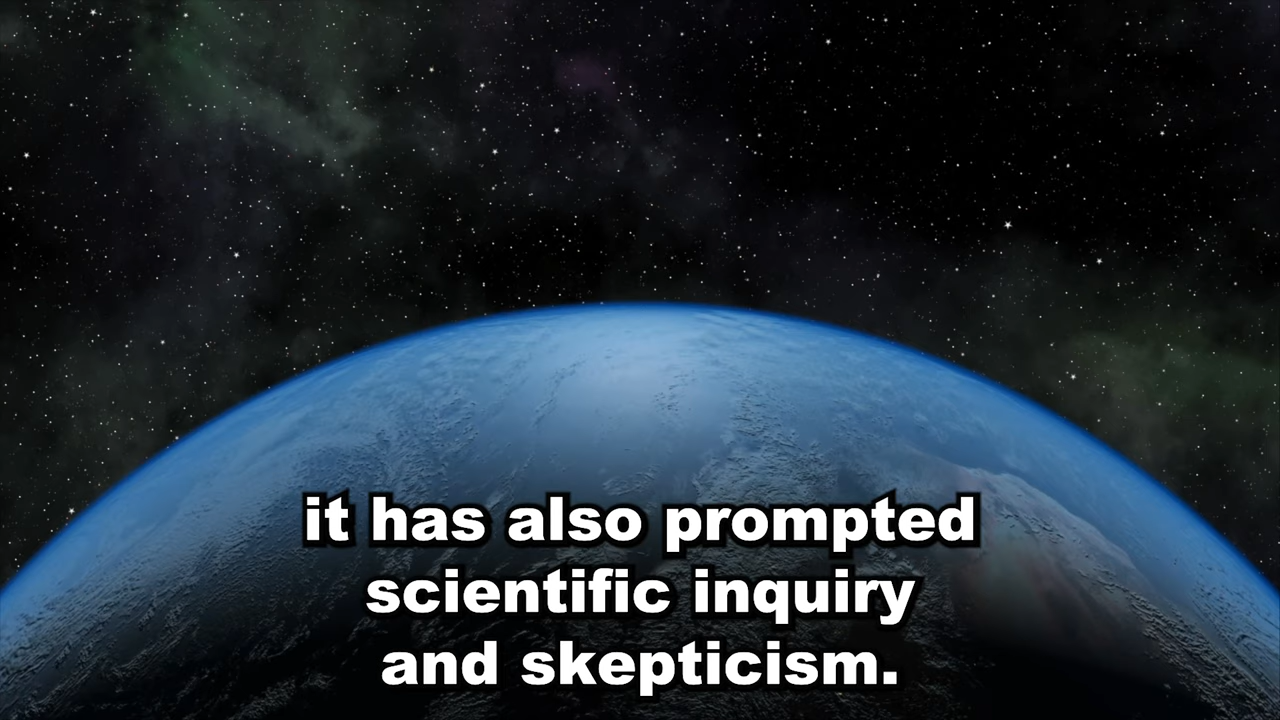 it has also prompted
scientific inquiry
and skepticism.